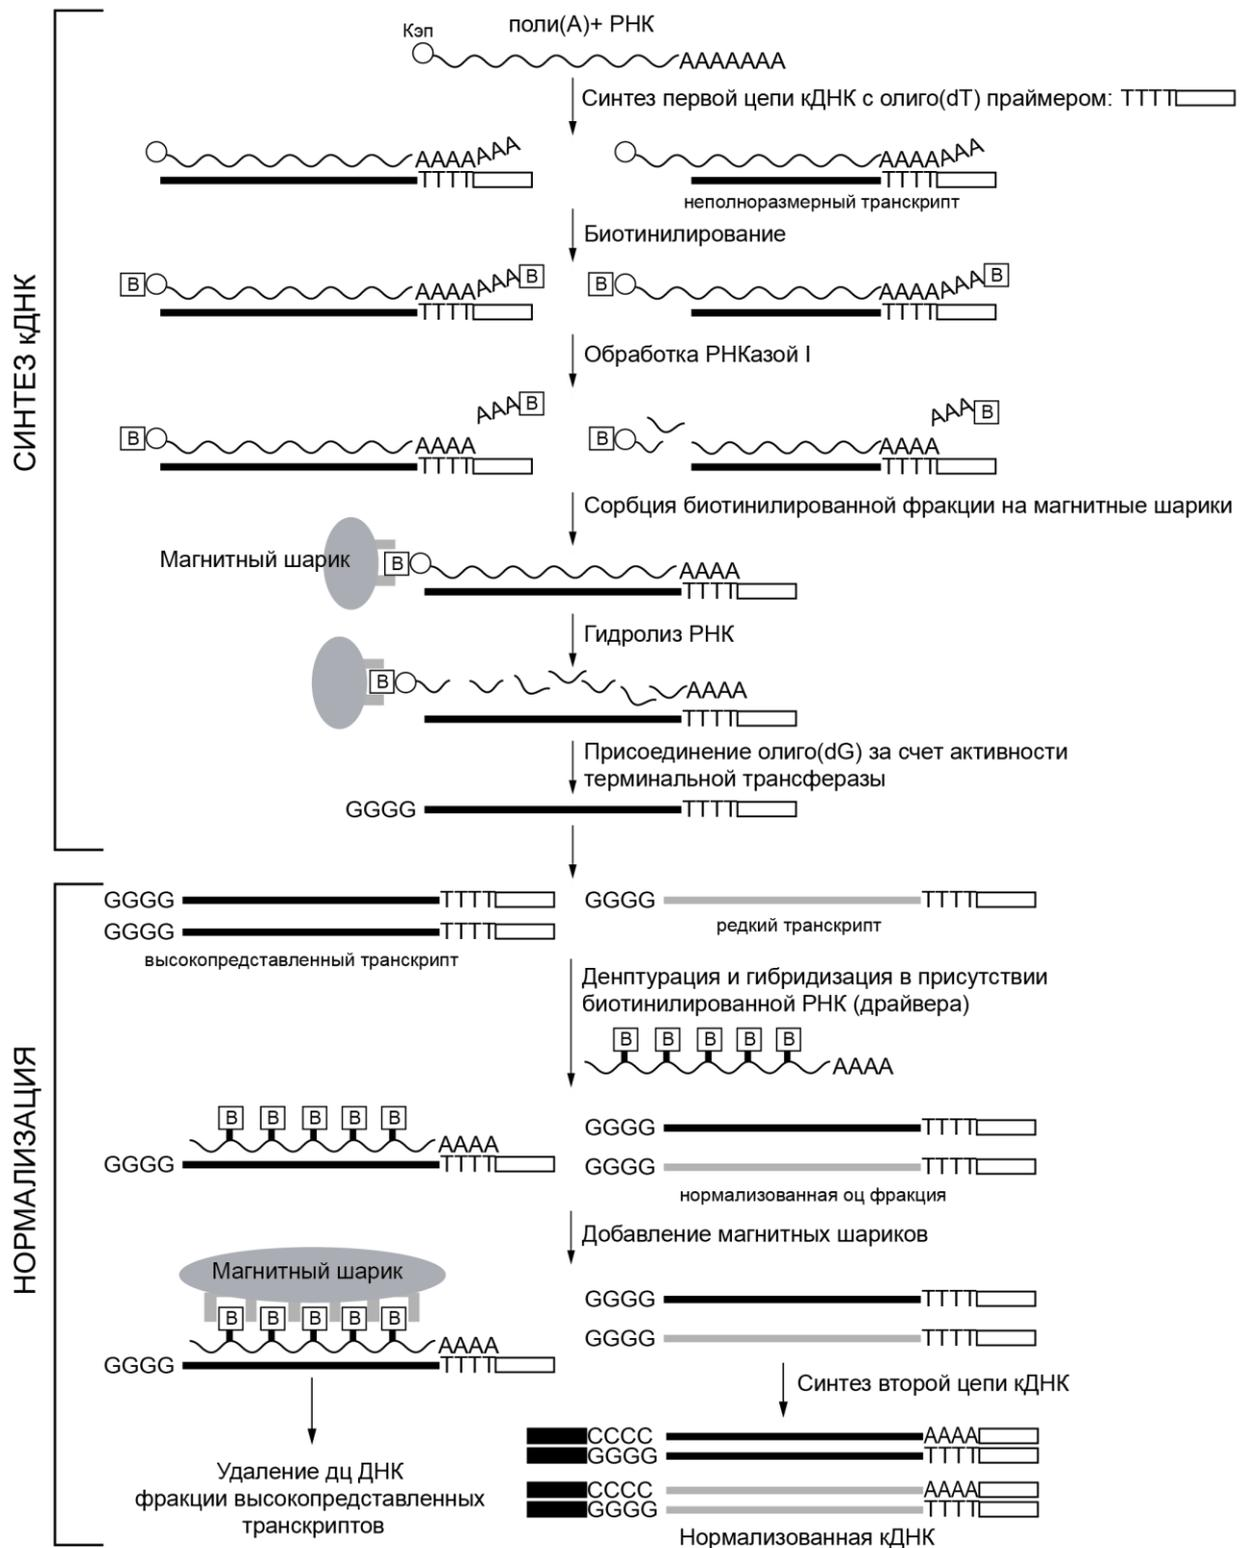 Кэп
поли(А)+ РНК
AAAAAAA
Синтез первой цепи кДНК с олиго(dT) праймером: TTTT
AAAAAAA
TTTT
AAAAAAA
TTTT
неполноразмерный транскрипт
Биотинилирование
B
AAAAAAA
B
TTTT
B
AAAAAAA
B
TTTT
Обработка РНКазой I
AAA
B
B
AAAA
TTTT
AAA
B
B
AAAA
TTTT
Сорбция биотинилированной фракции на магнитные шарики
Магнитный шарик
B
AAAA
TTTT
Гидролиз РНК
B
AAAA
TTTT
Присоединение олиго(dG) за счет активности
терминальной трансферазы
GGGG
TTTT
СИНТЕЗ кДНК
GGGG
TTTT
GGGG
TTTT
высокопредставленный транскрипт
GGGG
TTTT
редкий транскрипт
Денптурация и гибридизация в присутствии
биотинилированной РНК (драйвера)
B B B B B
AAAA
B B B B B
AAAA
GGGG
TTTT
GGGG
TTTT
GGGG
TTTT
нормализованная оц фракция
Добавление магнитных шариков
Магнитный шарик
B B B B B
AAAA
GGGG
TTTT
GGGG
TTTT
GGGG
TTTT
Синтез второй цепи кДНК
Удаление дц ДНК
фракции высокопредставленных
транскриптов
CCCC
AAAA
GGGG
TTTT
CCCC
AAAA
GGGG
TTTT
Нормализованная кДНК
НОРМАЛИЗАЦИЯ